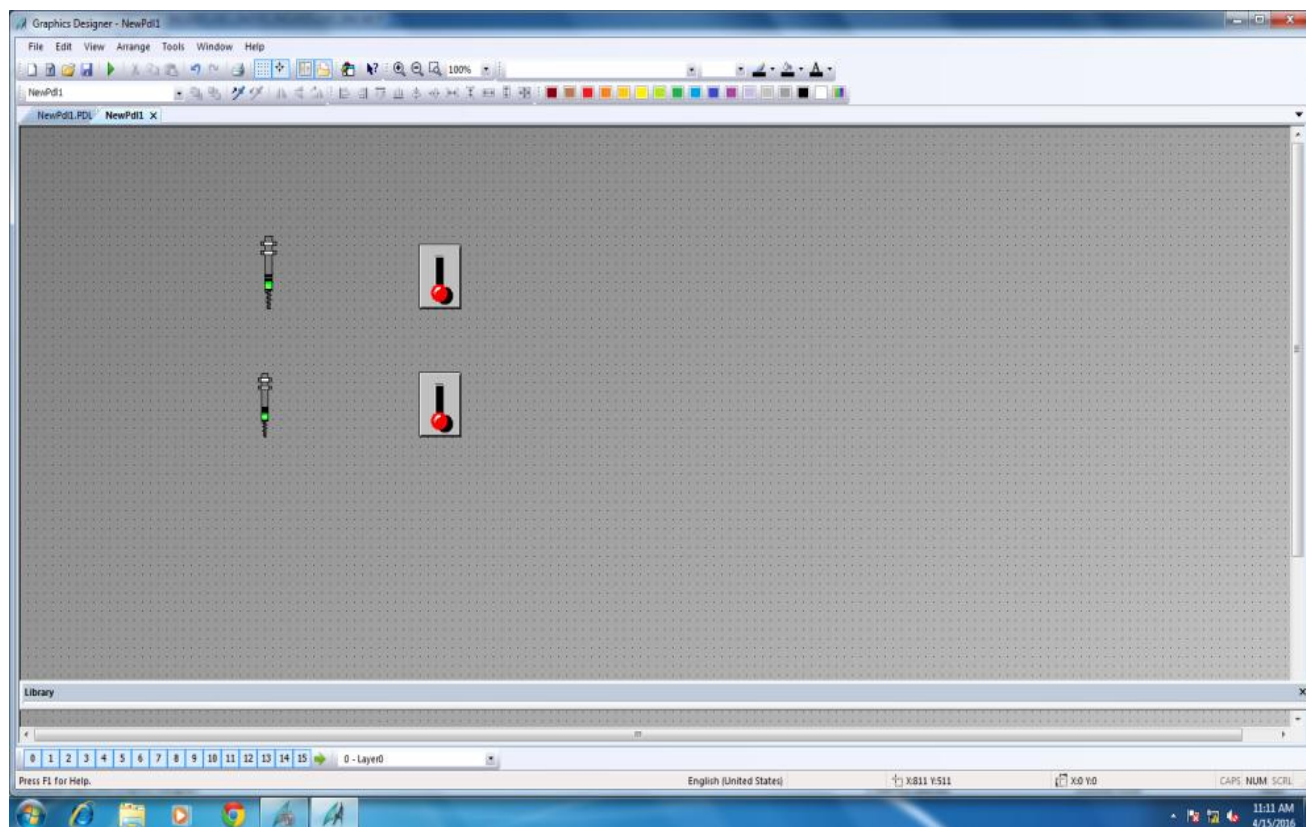 Graphics Designer - NewPdl1
File Edit View Arrange Tools Window Help
100%
A
NewPdl1
NewPdl1.PDL NewPdl1 X
Library
0 1 2 3 4 5 6 7 8 9 10 11 12 13 14 15 0 - Layer0
Press F1 for Help. English (United States) X:811 Y:511 X:0 Y:0 CAPS NUM SCRL
11:11 AM
4/15/2016